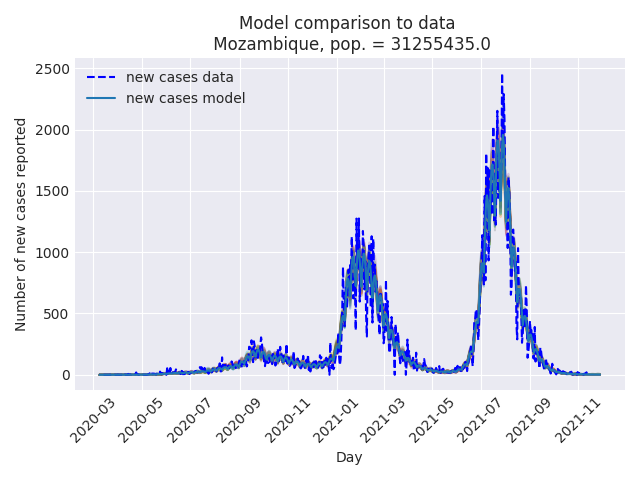 Model comparison to data
Mozambique, pop. = 31255435.0
new cases data
new cases model
Number of new cases reported
2500
2000
1500
1000
500
0
2020-03
2020-05
2020-07
2020-09
2020-11
2021-01
2021-03
2021-05
2021-07
2021-09
2021-11
Day